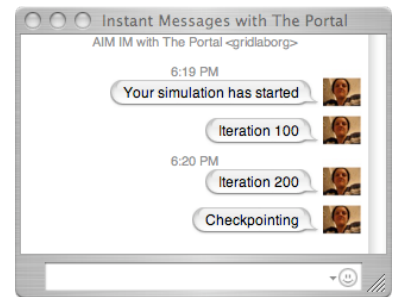 Instant Messages with The Portal
AIM IM with The Portal <gridlaborg>
6:19 PM
Your simulation has started
Iteration 100
6:20 PM
Iteration 200
Checkpointing